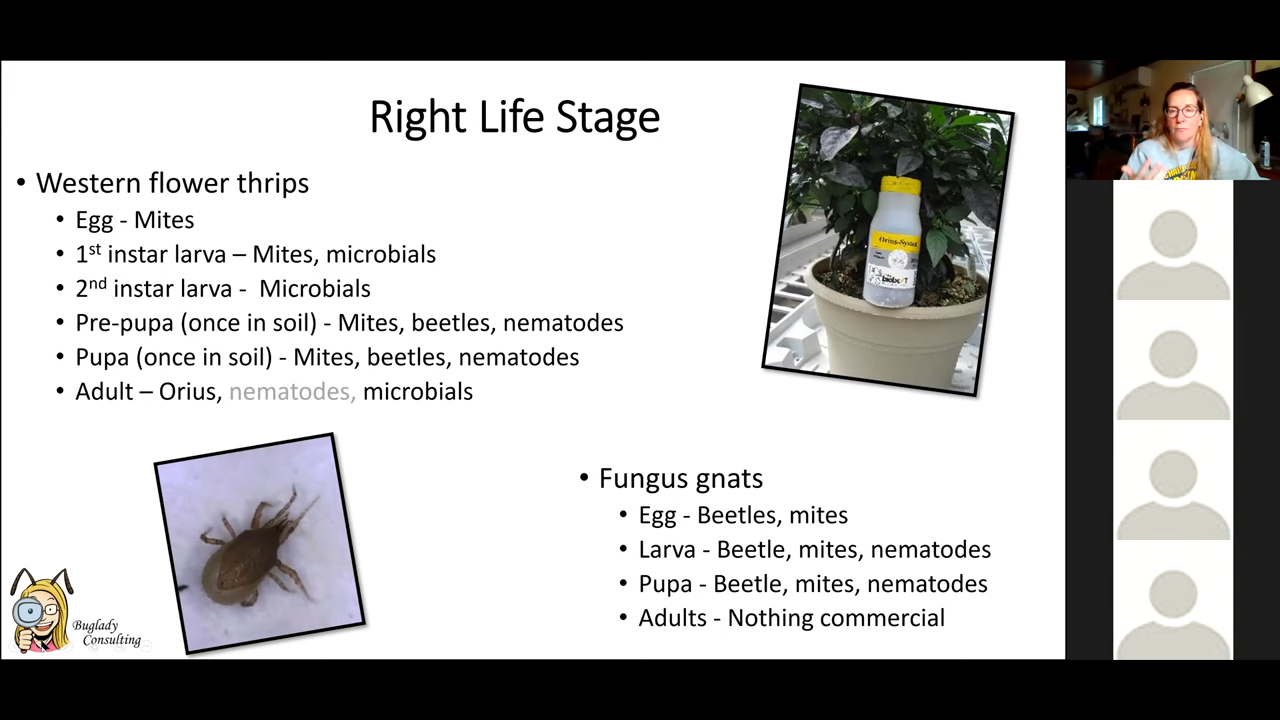 Right Life Stage
• Western flower thrips
• Egg - Mites
• 1st instar larva – Mites, microbials
• 2nd instar larva - Microbials
• Pre-pupa (once in soil) - Mites, beetles, nematodes
• Pupa (once in soil) - Mites, beetles, nematodes
• Adult – Orius, nematodes, microbials
• Fungus gnats
• Egg - Beetles, mites
• Larva - Beetle, mites, nematodes
• Pupa - Beetle, mites, nematodes
• Adults - Nothing commercial
Buglady
Consulting